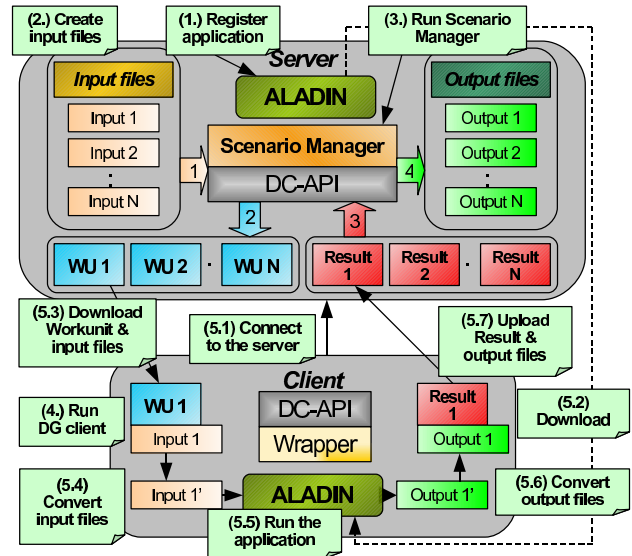 (2.) Create
input files
(1.) Register
application
(3.) Run Scenario
Manager
Server
Input files
Input 1
Input 2
.
Input N
ALADIN
Output files
Output 1
Output 2
.
Output N
Scenario Manager
DC-API
1
4
2
3
WU 1
WU 2
.
WU N
Result
1
Result
2
.
Result
N
(5.3) Download
Workunit &
input files
(5.1) Connect
to the server
(5.7) Upload
Result &
output files
Client
(4.) Run
DG client
WU 1
Input 1
DC-API
Wrapper
Result
1
Output 1
(5.2)
Download
(5.4)
Convert
input files
Input 1'
ALADIN
Output 1'
(5.6) Convert
output files
(5.5) Run the
application